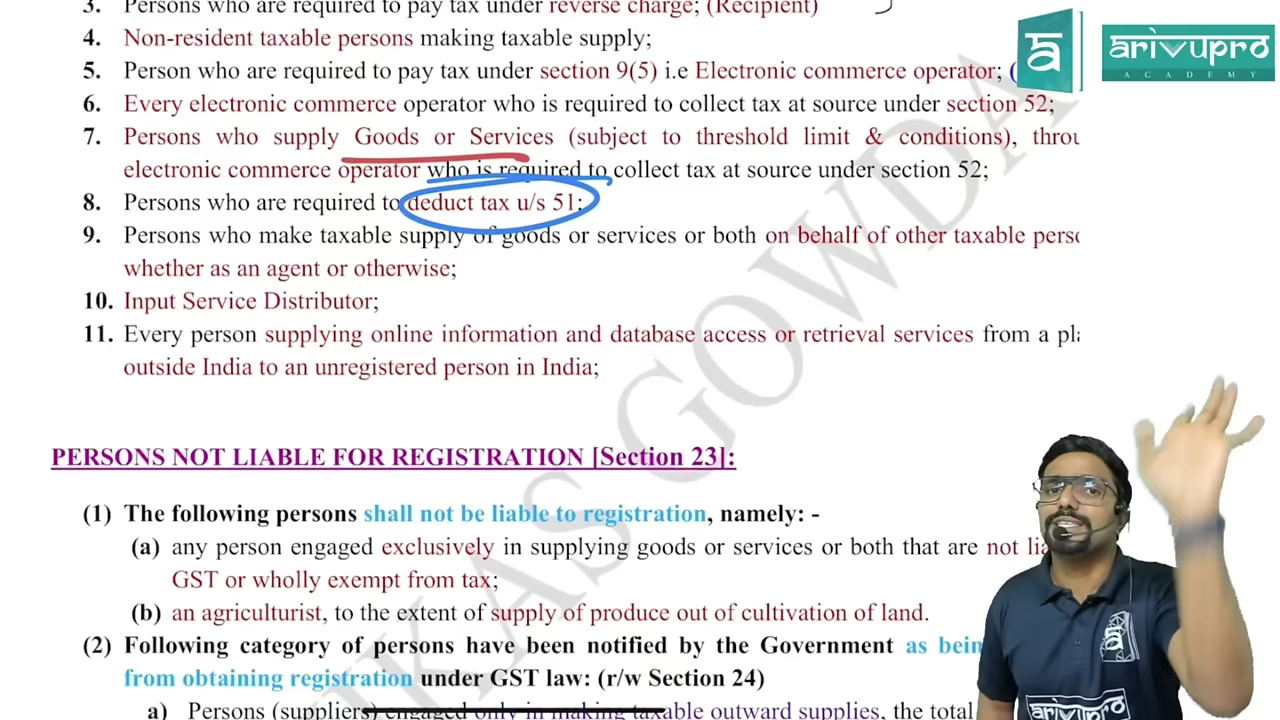 3. Persons who are required to pay tax under reverse charge; (Recipient)
4. Non-resident taxable persons making taxable supply;
5. Person who are required to pay tax under section 9(5) i.e Electronic commerce operator; (
6. Every electronic commerce operator who is required to collect tax at source under section 52;
7. Persons who supply Goods or Services (subject to threshold limit & conditions), throu
electronic commerce operator who is required to collect tax at source under section 52;
8. Persons who are required to deduct tax u/s 51;
9. Persons who make taxable supply of goods or services or both on behalf of other taxable perso
whether as an agent or otherwise;
10. Input Service Distributor;
11. Every person supplying online information and database access or retrieval services from a pla
outside India to an unregistered person in India;
PERSONS NOT LIABLE FOR REGISTRATION [Section 23]:
(1) The following persons shall not be liable to registration, namely: -
(a) any person engaged exclusively in supplying goods or services or both that are not lia
GST or wholly exempt from tax;
(b) an agriculturist, to the extent of supply of produce out of cultivation of land.
(2) Following category of persons have been notified by the Government as bein
from obtaining registration under GST law: (r/w Section 24)
a) Persons (suppliers engaged only in making taxable outward supplies, the total
KAS GOWDA
arivupro
ACADEMY
arivupro